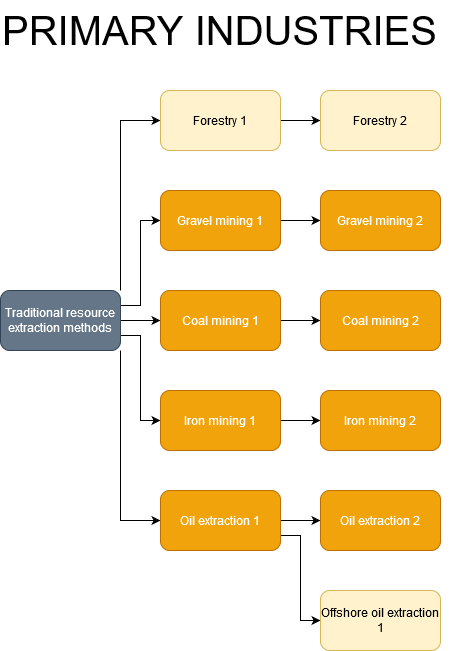 PRIMARY INDUSTRIES
Forestry 1
Forestry 2
Gravel mining 1
Gravel mining 2
Traditional resource
extraction methods
Coal mining 1
Coal mining 2
Iron mining 1
Iron mining 2
Oil extraction 1
Oil extraction 2
Offshore oil extraction
1